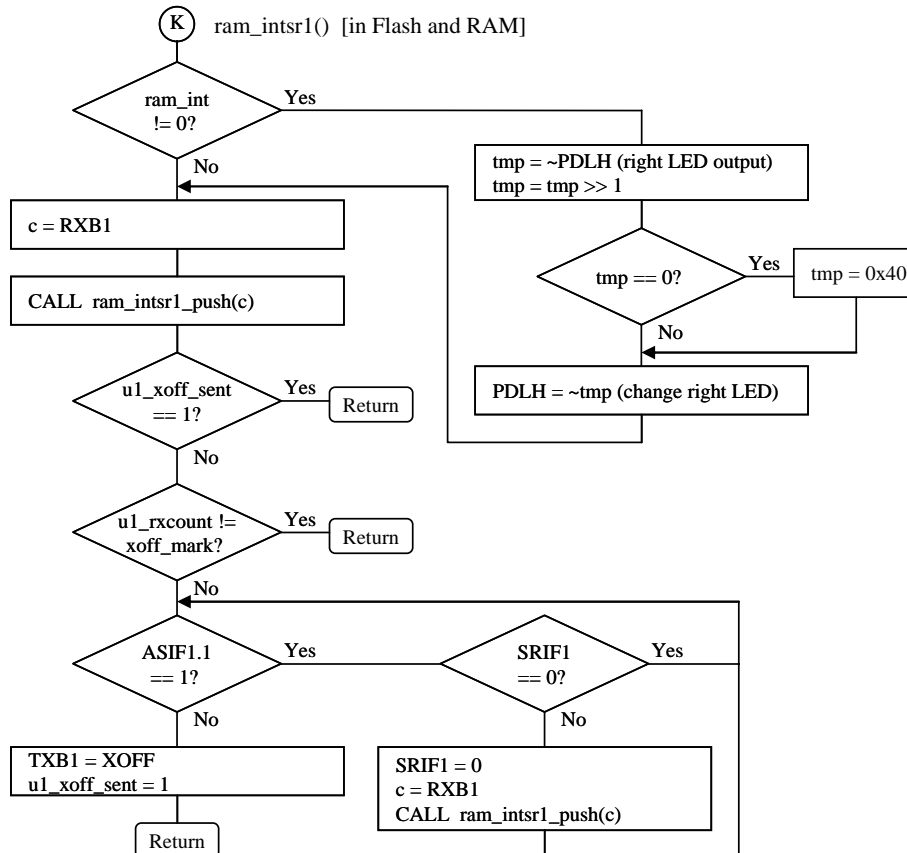 K
ram_intsr1() [in Flash and RAM]
ram_int
!= 0?
Yes
No
tmp = ~PDLH (right LED output)
tmp = tmp >> 1
tmp == 0?
Yes
tmp = 0x40
No
PDLH = ~tmp (change right LED)
c = RXB1
CALL ram_intsr1_push(c)
u1_xoff_sent
== 1?
Yes
Return
No
u1_rxcount !=
xoff_mark?
Yes
Return
No
ASIF1.1
== 1?
Yes
No
SRIF1
== 0?
Yes
No
TXB1 = XOFF
u1_xoff_sent = 1
Return
SRIF1 = 0
c = RXB1
CALL ram_intsr1_push(c)